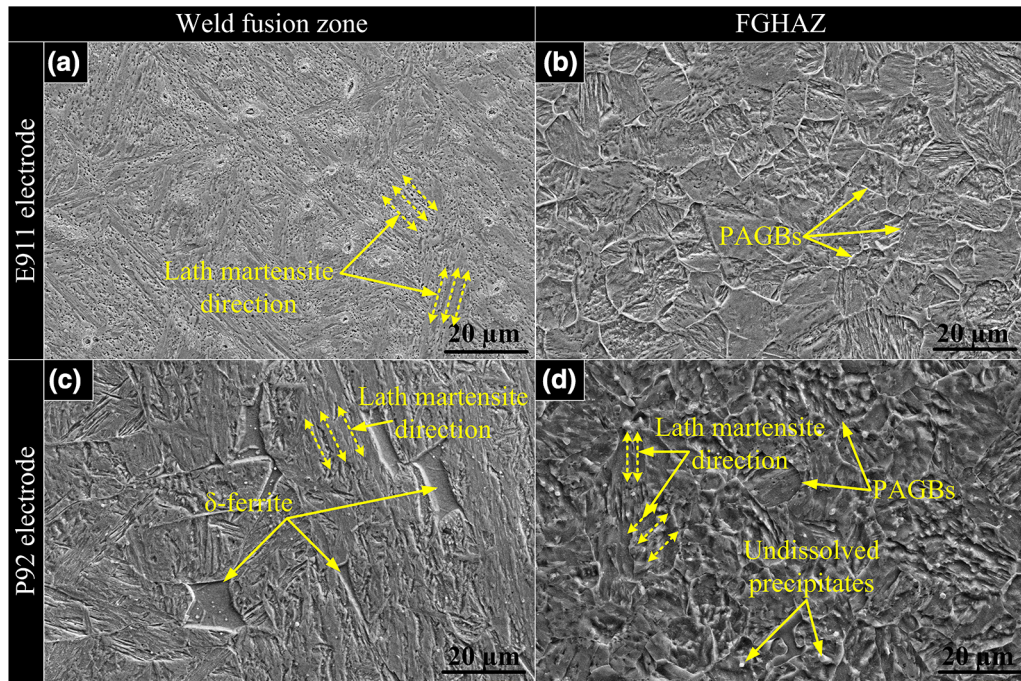 Weld fusion zone
FGHAZ
E911 electrode
(a)
Lath martensite
direction
20 µm
(b)
PAGBs
20 µm
P92 electrode
(c)
Lath martensite
direction
δ-ferrite
20 µm
(d)
Lath martensite
direction
PAGBs
Undissolved
precipitates
20 µm